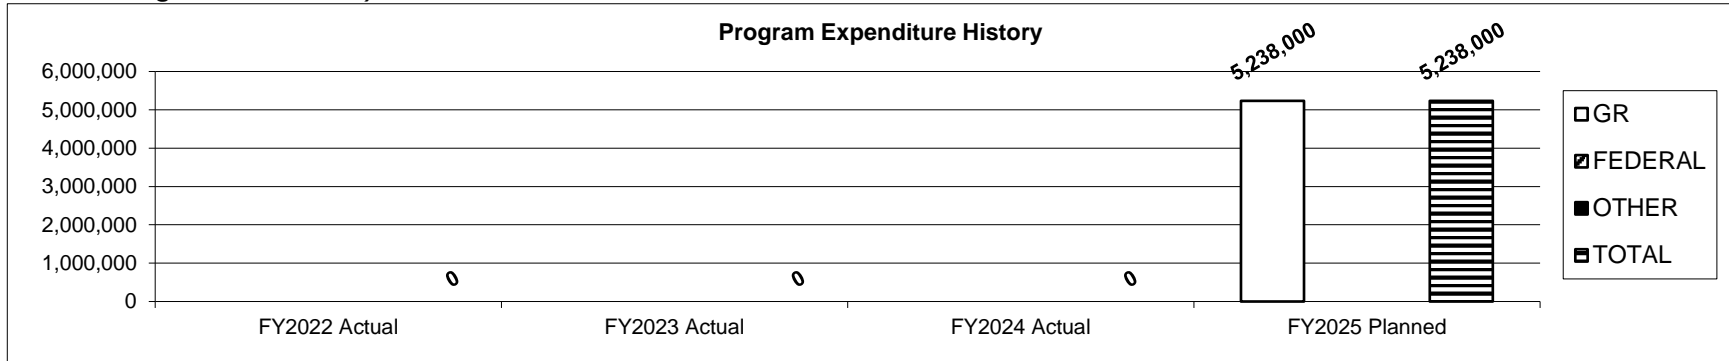 Program Expenditure History
5,238,000
5,238,000
6,000,000
5,000,000
4,000,000
3,000,000
2,000,000
1,000,000
0
0
0
0
FY2022 Actual
FY2023 Actual
FY2024 Actual
FY2025 Planned
GR
FEDERAL
OTHER
TOTAL